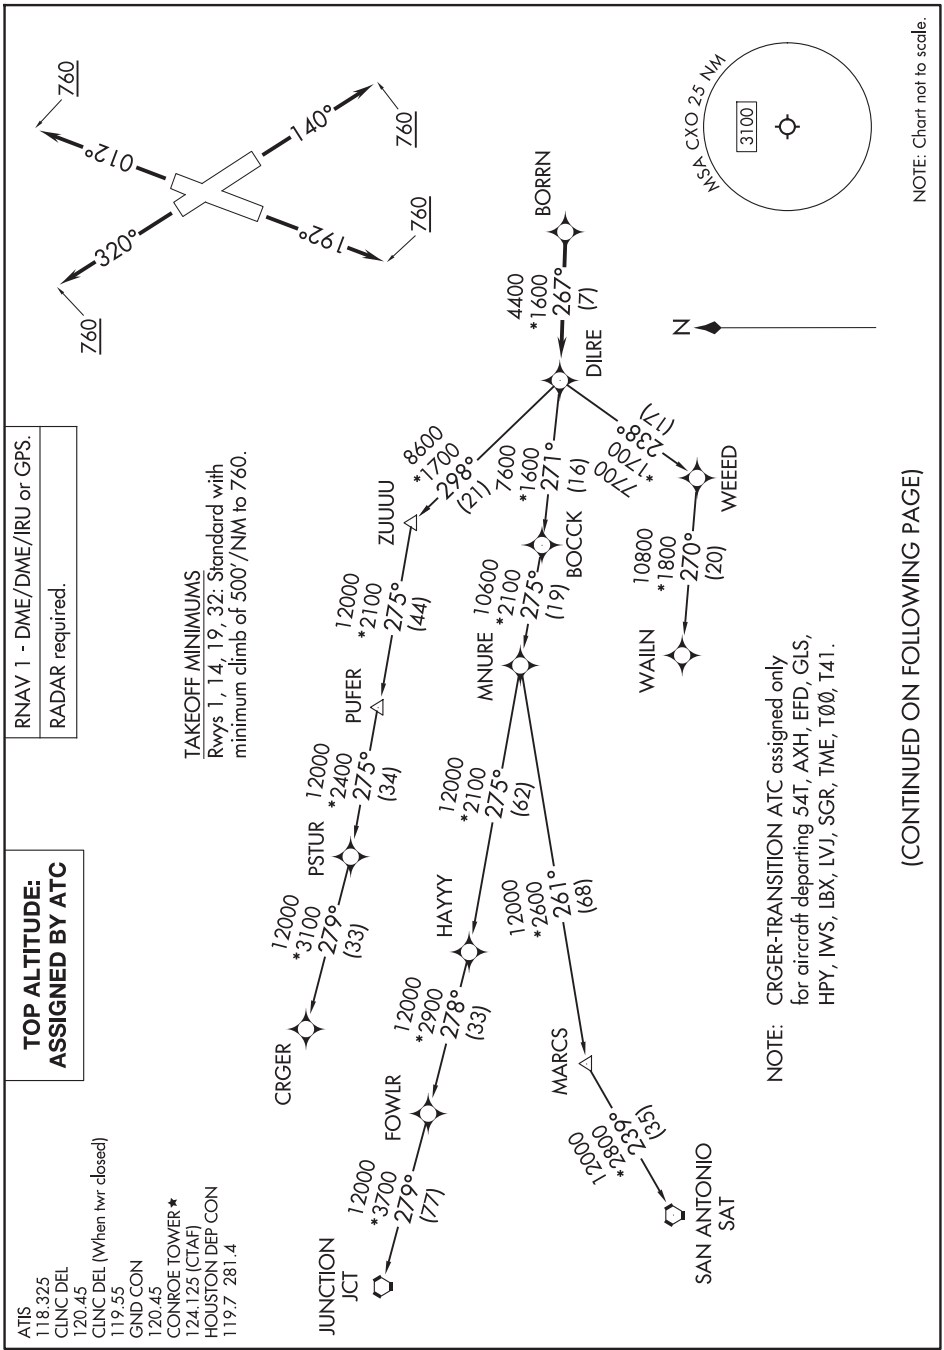 ATIS
118.325
CLNC DEL
120.45
CLNC DEL (When twr closed)
119.55
GND CON
120.45
CONROE TOWER★
124.125 (CTAF)
HOUSTON DEP CON
119.7 281.4
TOP ALTITUDE:
ASSIGNED BY ATC
RNAV 1 - DME/DME/IRU or GPS.
RADAR required.
TAKEOFF MINIMUMS
Rwys 1, 14, 19, 32: Standard with
minimum climb of 500'/NM to 760.
760
320°
760
012°
760
140°
760
192°
CRGER
12000
*3100
279°
(33)
PSTUR
12000
*2400
275°
(34)
PUFER
12000
*2100
275°
(44)
ZUUUU
8600
*1700
298°
(21)
JUNCTION
JCT
12000
*3700
279°
(77)
FOWLR
12000
*2900
278°
(33)
HAYYY
12000
*2100
275°
(62)
MNURE
10600
*2100
275°
(19)
BOCCK
7600
*1600
271°
(16)
DILRE
4400
*1600
267°
(7)
BORRN
SAN ANTONIO
SAT
12000
*2800
239°
(35)
MARCS
12000
*2600
261°
(68)
WAILN
10800
*1800
270°
(20)
WEEED
7700
*1700
238°
(17)
N
MSA CXO 25 NM
3100
NOTE: CRGER-TRANSITION ATC assigned only
for aircraft departing 54T, AXH, EFD, GLS,
HPY, IWS, LBX, LVJ, SGR, TME, TØØ, T41.
(CONTINUED ON FOLLOWING PAGE)
NOTE: Chart not to scale.